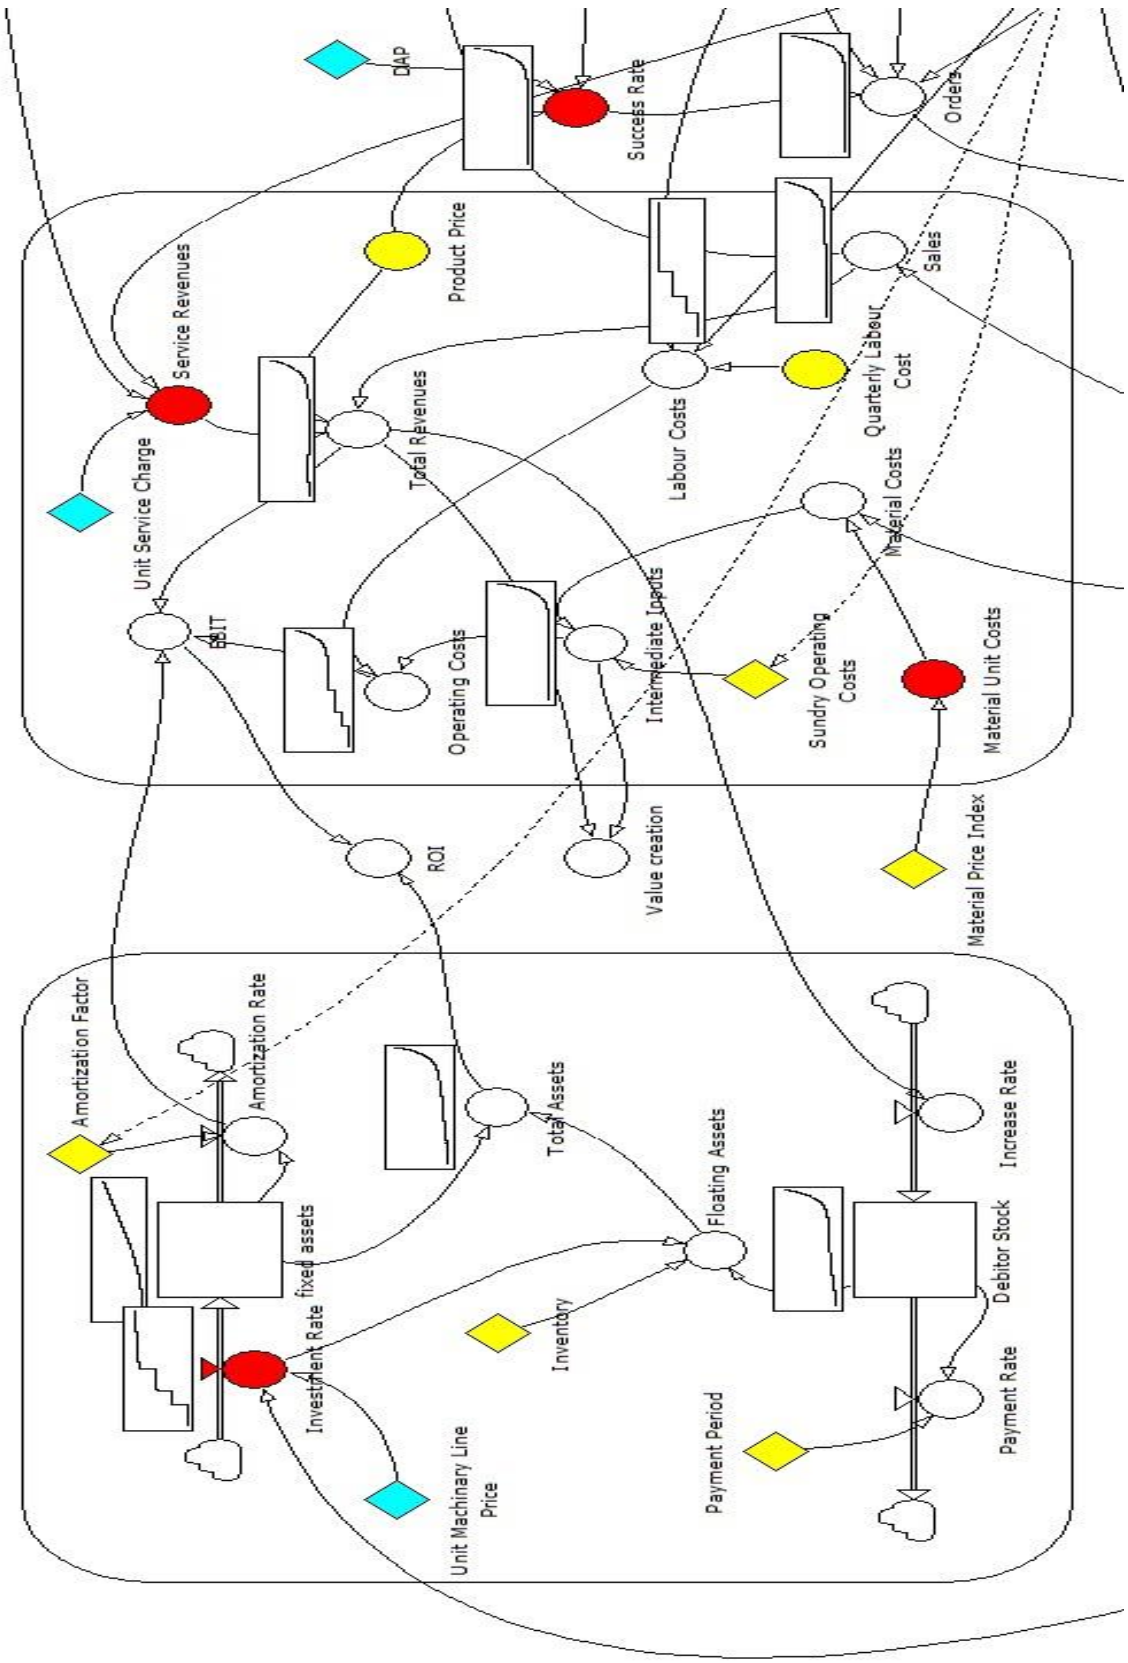 Amortization Factor
Unit Service Charge
Service Revenues
EBIT
Amortization Rate
fixed assets
Investment Rate
DAP
Total Revenues
ROI
Unit Machinary Line
Price
Operating Costs
Product Price
Total Assets
Inventory
Success Rate
Value creation
Intermediate Inputs
Labour Costs
Payment Period
Floating Assets
Sundry Operating
Costs
Quarterly Labour
Cost
Material Costs
Sales
Orders
Material Price Index
Material Unit Costs
Debitor Stock
Payment Rate
Increase Rate